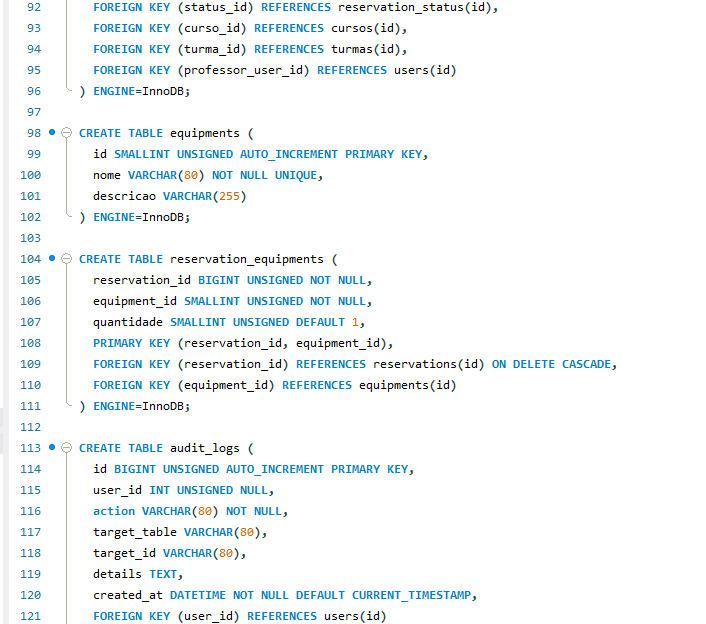 92 FOREIGN KEY (status_id) REFERENCES reservation_status(id),
93 FOREIGN KEY (curso_id) REFERENCES cursos(id),
94 FOREIGN KEY (turma_id) REFERENCES turmas(id),
95 FOREIGN KEY (professor_user_id) REFERENCES users(id)
96 ) ENGINE=InnoDB;
97
98 CREATE TABLE equipments (
99 id SMALLINT UNSIGNED AUTO_INCREMENT PRIMARY KEY,
100 nome VARCHAR(80) NOT NULL UNIQUE,
101 descricao VARCHAR(255)
102 ) ENGINE=InnoDB;
103
104 CREATE TABLE reservation_equipments (
105 reservation_id BIGINT UNSIGNED NOT NULL,
106 equipment_id SMALLINT UNSIGNED NOT NULL,
107 quantidade SMALLINT UNSIGNED DEFAULT 1,
108 PRIMARY KEY (reservation_id, equipment_id),
109 FOREIGN KEY (reservation_id) REFERENCES reservations(id) ON DELETE CASCADE,
110 FOREIGN KEY (equipment_id) REFERENCES equipments(id)
111 ) ENGINE=InnoDB;
112
113 CREATE TABLE audit_logs (
114 id BIGINT UNSIGNED AUTO_INCREMENT PRIMARY KEY,
115 user_id INT UNSIGNED NULL,
116 action VARCHAR(80) NOT NULL,
117 target_table VARCHAR(80),
118 target_id VARCHAR(80),
119 details TEXT,
120 created_at DATETIME NOT NULL DEFAULT CURRENT_TIMESTAMP,
121 FOREIGN KEY (user_id) REFERENCES users(id)